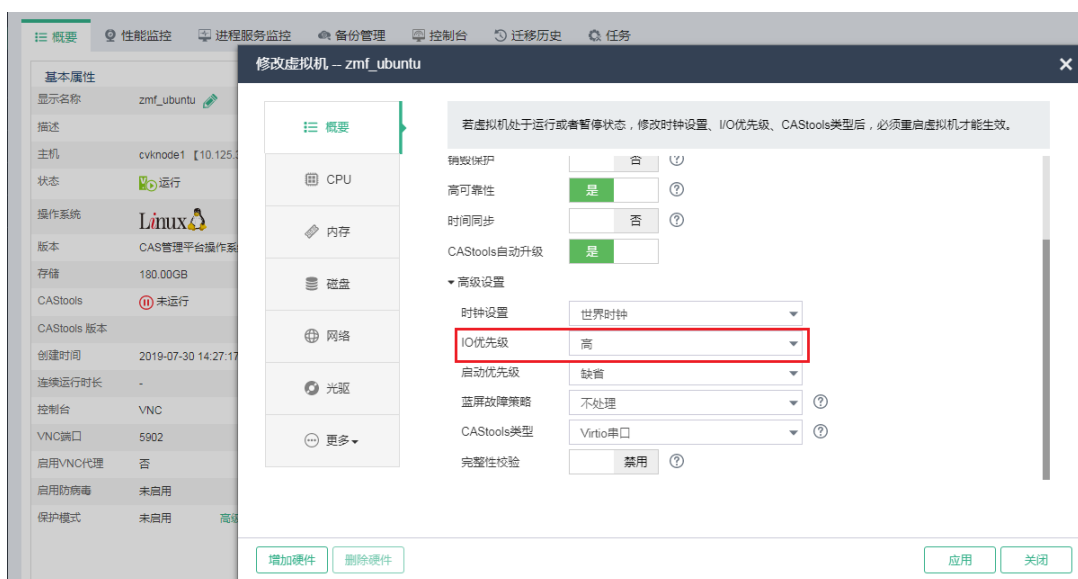 概要 性能监控 进程服务监控 备份管理 控制台 迁移历史 任务
基本属性
显示名称 zmf_ubuntu
描述
主机 cvknode1 【10.125.
状态 运行
操作系统 Linux
版本 CAS管理平台操作系
存储 180.00GB
CAStools 未运行
CAStools 版本
创建时间 2019-07-30 14:27:17
连续运行时长 -
控制台 VNC
VNC端口 5902
启用VNC代理 否
启用防病毒 未启用
保护模式 未启用 高级
修改虚拟机 -- zmf_ubuntu
概要
CPU
内存
磁盘
网络
光驱
更多
若虚拟机处于运行或者暂停状态，修改时钟设置、I/O优先级、CAStools类型后，必须重启虚拟机才能生效。
销毁保护 否
高可靠性 是
时间同步 否
CAStools自动升级 是
高级设置
时钟设置 世界时钟
IO优先级 高
启动优先级 缺省
蓝屏故障策略 不处理
CAStools类型 Virtio串口
完整性校验 禁用
增加硬件 删除硬件 应用 关闭